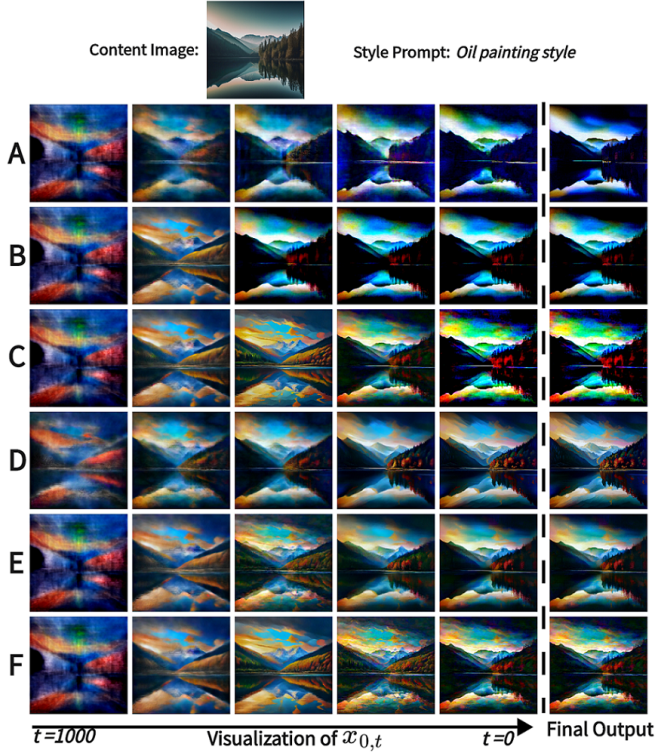 Content Image:
Style Prompt: Oil painting style
A
B
C
D
E
F
t=1000
Visualization of x0,t
t=0
Final Output